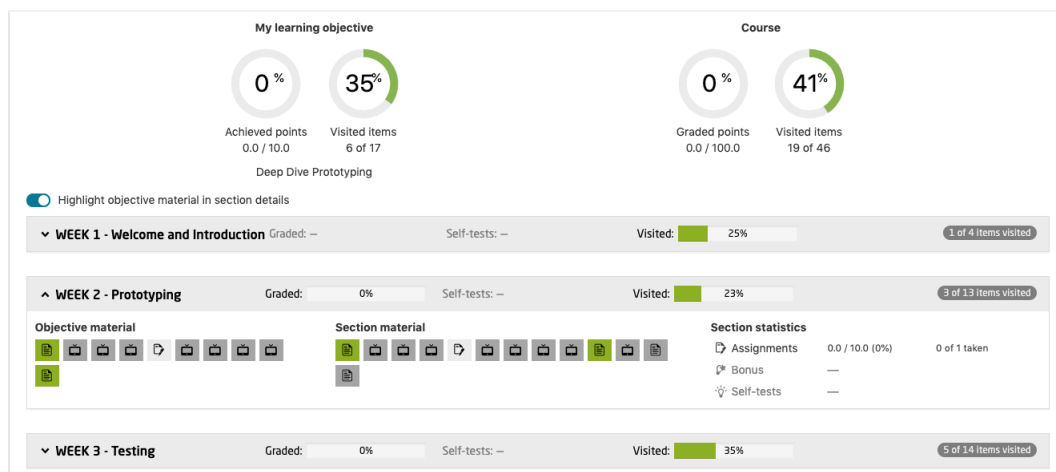 My learning objective
Course
0 %
35%
0 %
41%
Achieved points
Visited items
Graded points
Visited items
0.0 / 10.0
6 of 17
0.0 / 100.0
19 of 46
Deep Dive Prototyping
Highlight objective material in section details
WEEK 1 - Welcome and Introduction Graded: — Self-tests: — Visited: 25% 1 of 4 items visited
WEEK 2 - Prototyping Graded: 0% Self-tests: — Visited: 23% 3 of 13 items visited
Objective material
Section material
Section statistics
Assignments 0.0 / 10.0 (0%) 0 of 1 taken
Bonus —
Self-tests —
WEEK 3 - Testing Graded: 0% Self-tests: — Visited: 35% 5 of 14 items visited